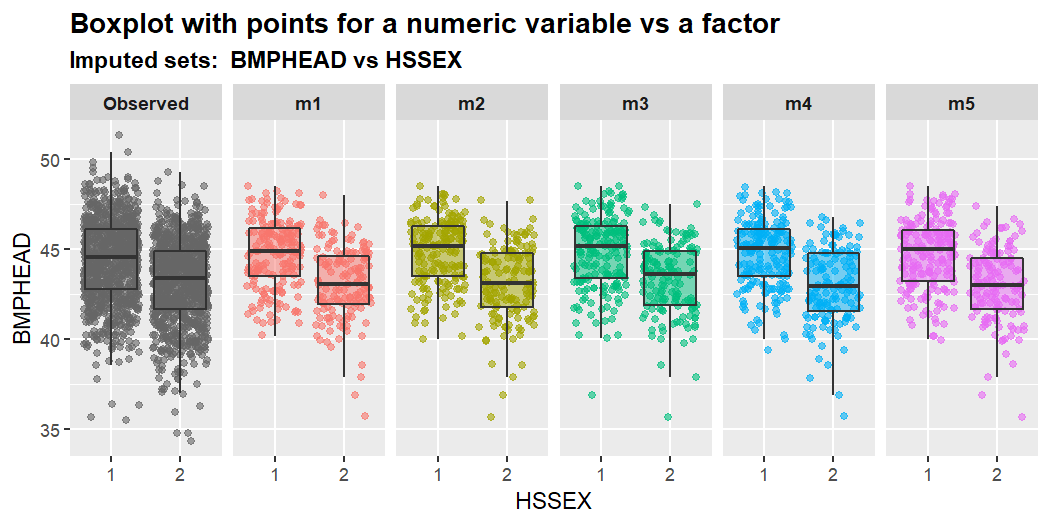 Boxplot with points for a numeric variable vs a factor
Imputed sets:  BMPHEAD vs HSSEX
Observed m1 m2 m3 m4 m5
50
45
40
35
BMPHEAD
1 2 1 2 1 2 1 2 1 2 1 2
HSSEX